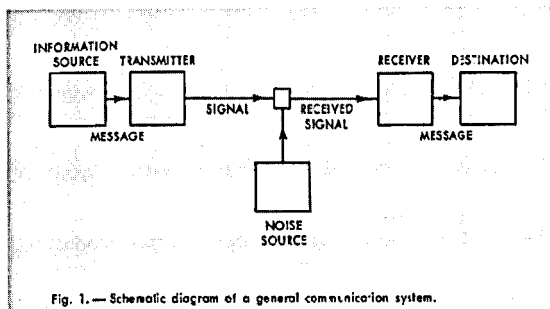 INFORMATION
SOURCE
TRANSMITTER
RECEIVER
DESTINATION
SIGNAL
RECEIVED
SIGNAL
MESSAGE
MESSAGE
NOISE
SOURCE
Fig. 1. — Schematic diagram of a general communication system.